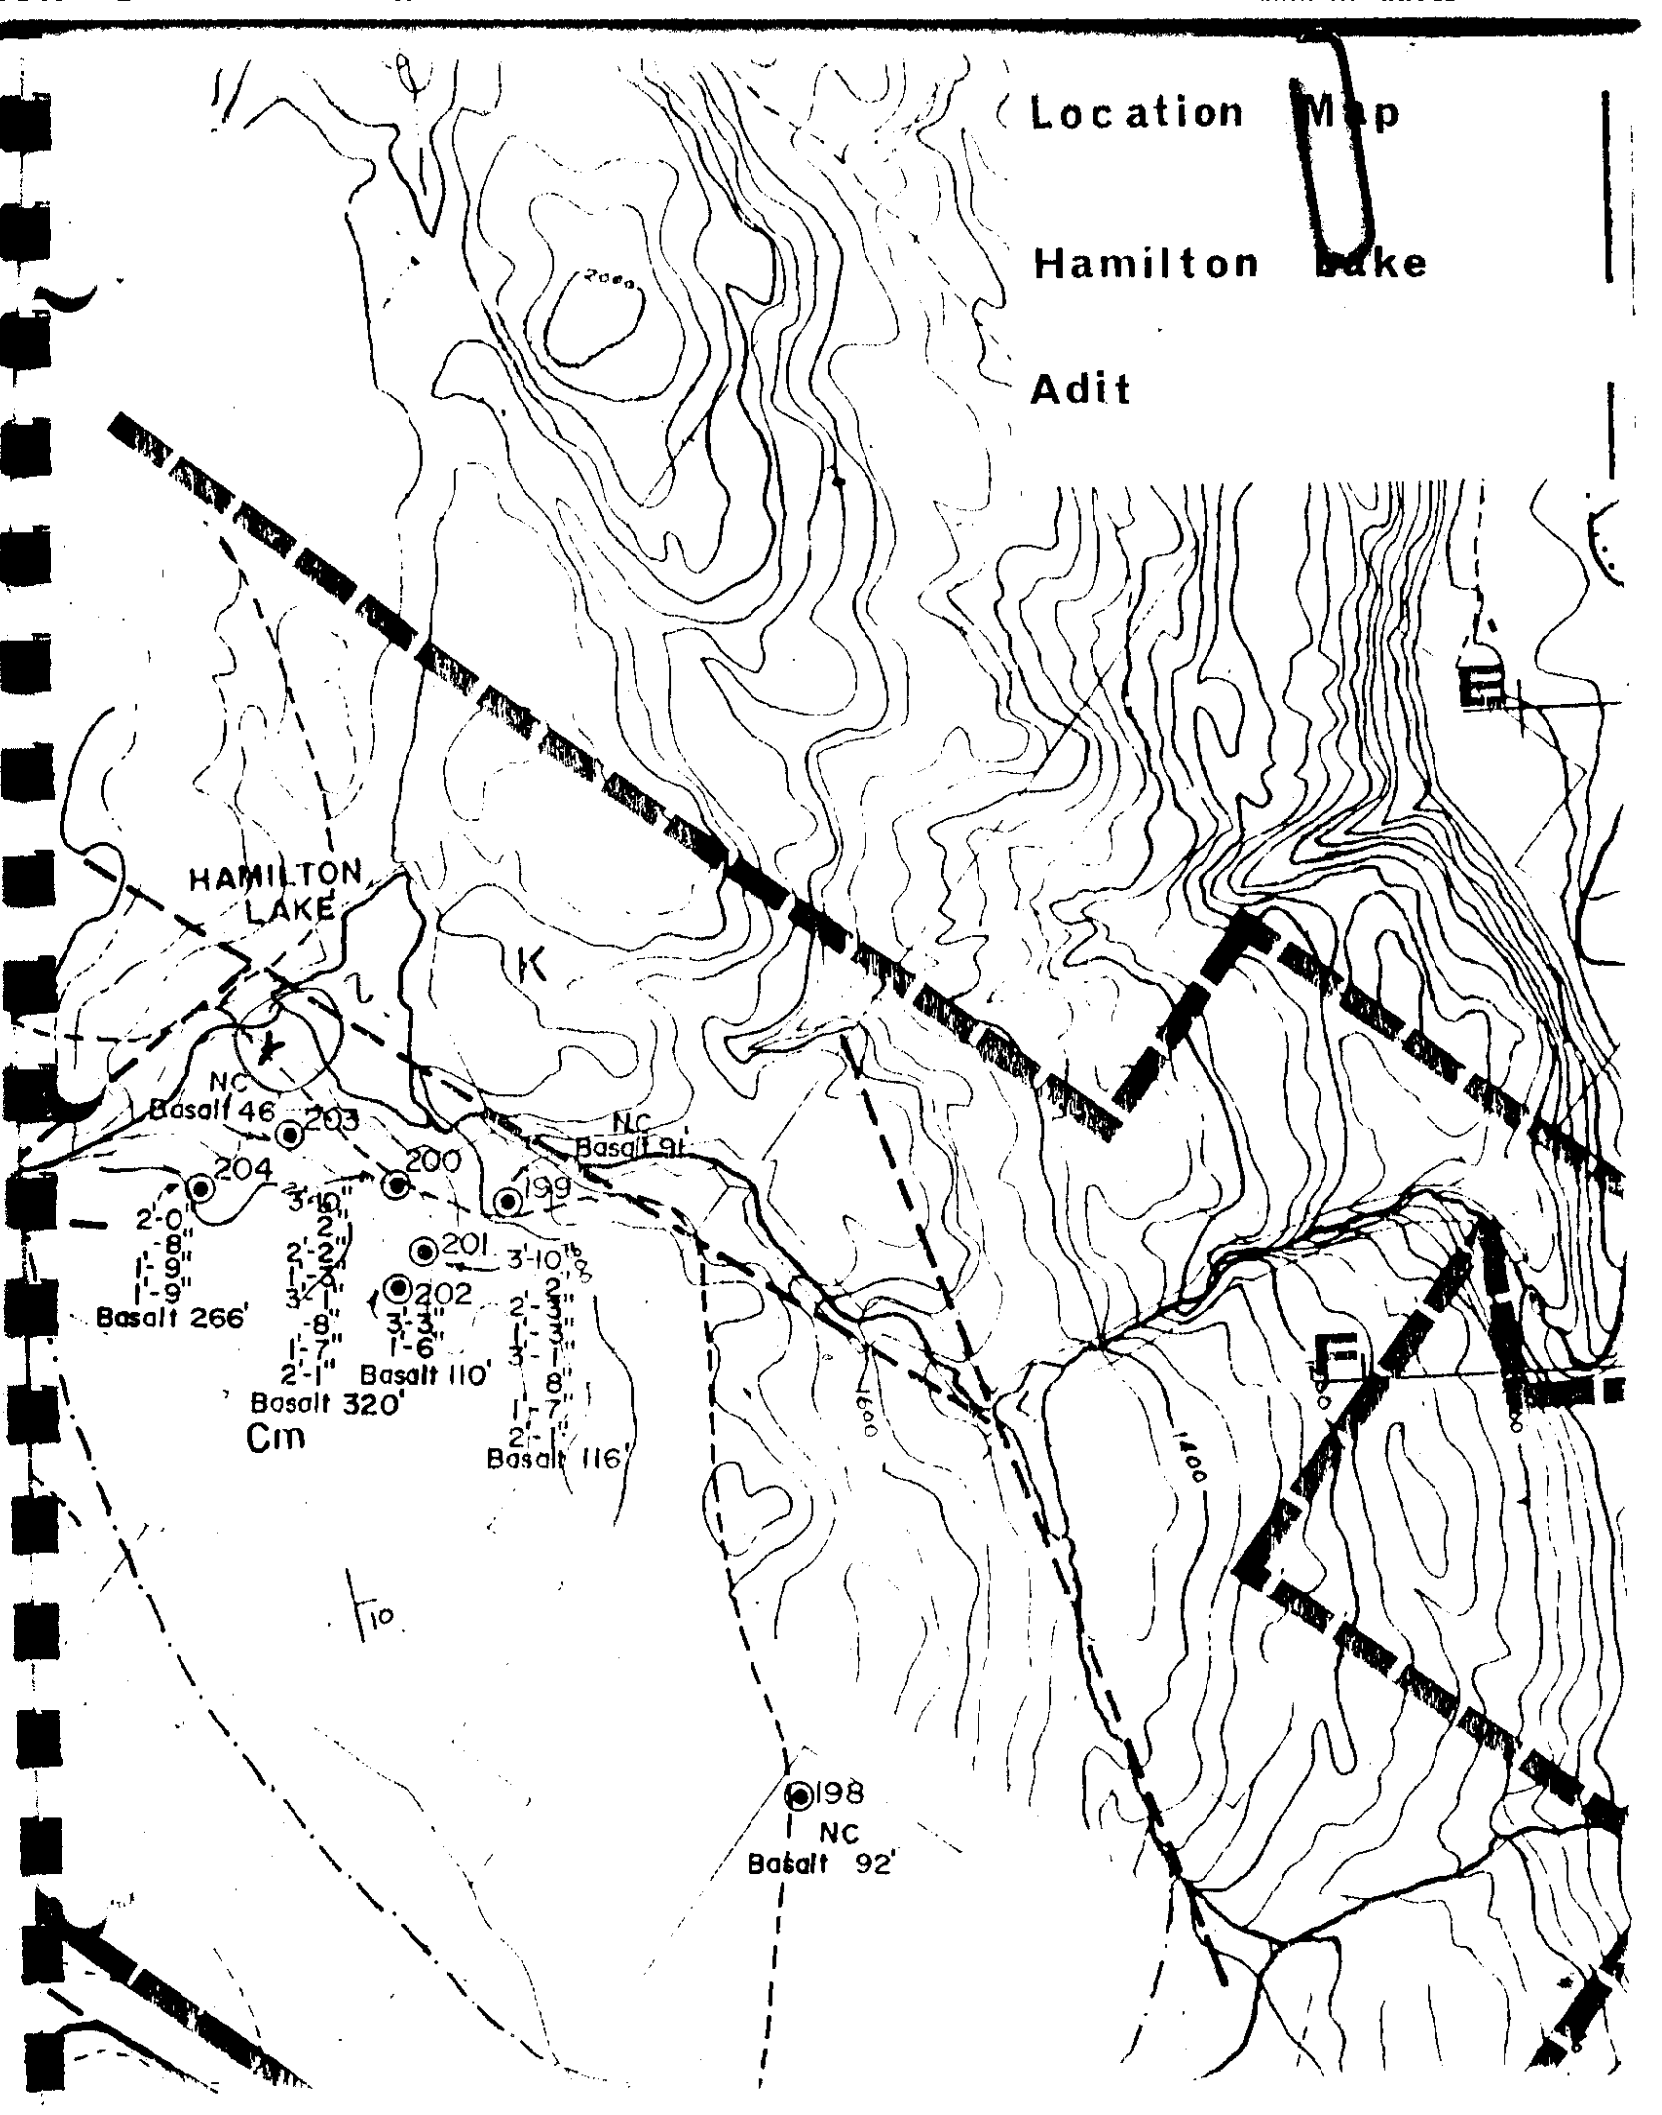 Location Map
Hamilton Lake
Adit
2000
E
HAMILTON
LAKE
K
NC
Basalt 46
203
NC
Basalt 91'
204
200
199
2'-0"
-8"
1'-9"
1'-9"
Basalt 266'
3'-10"
2"
2'-2"
1'-3"
3'-1"
-8"
1'-7"
2'-1"
Basalt 320'
Cm
201
202
3'-3"
1'-6"
Basalt 110'
3'-10"
2"
2'-3"
1'-3"
3'-1"
8"
1'-7"
2'-1"
Basalt 116'
F
1600
1400
10
198
NC
Basalt 92'